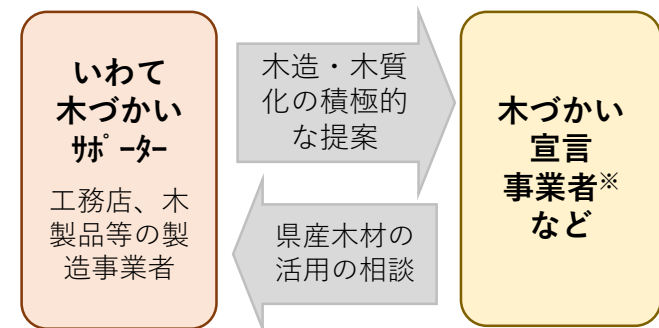 いわて
木づかい
ｻﾎﾟｰﾀｰ
工務店、木
製品等の製
造事業者
木造・木質
化の積極的
な提案
県産木材の
活用の相談
木づかい
宣言
事業者※
など